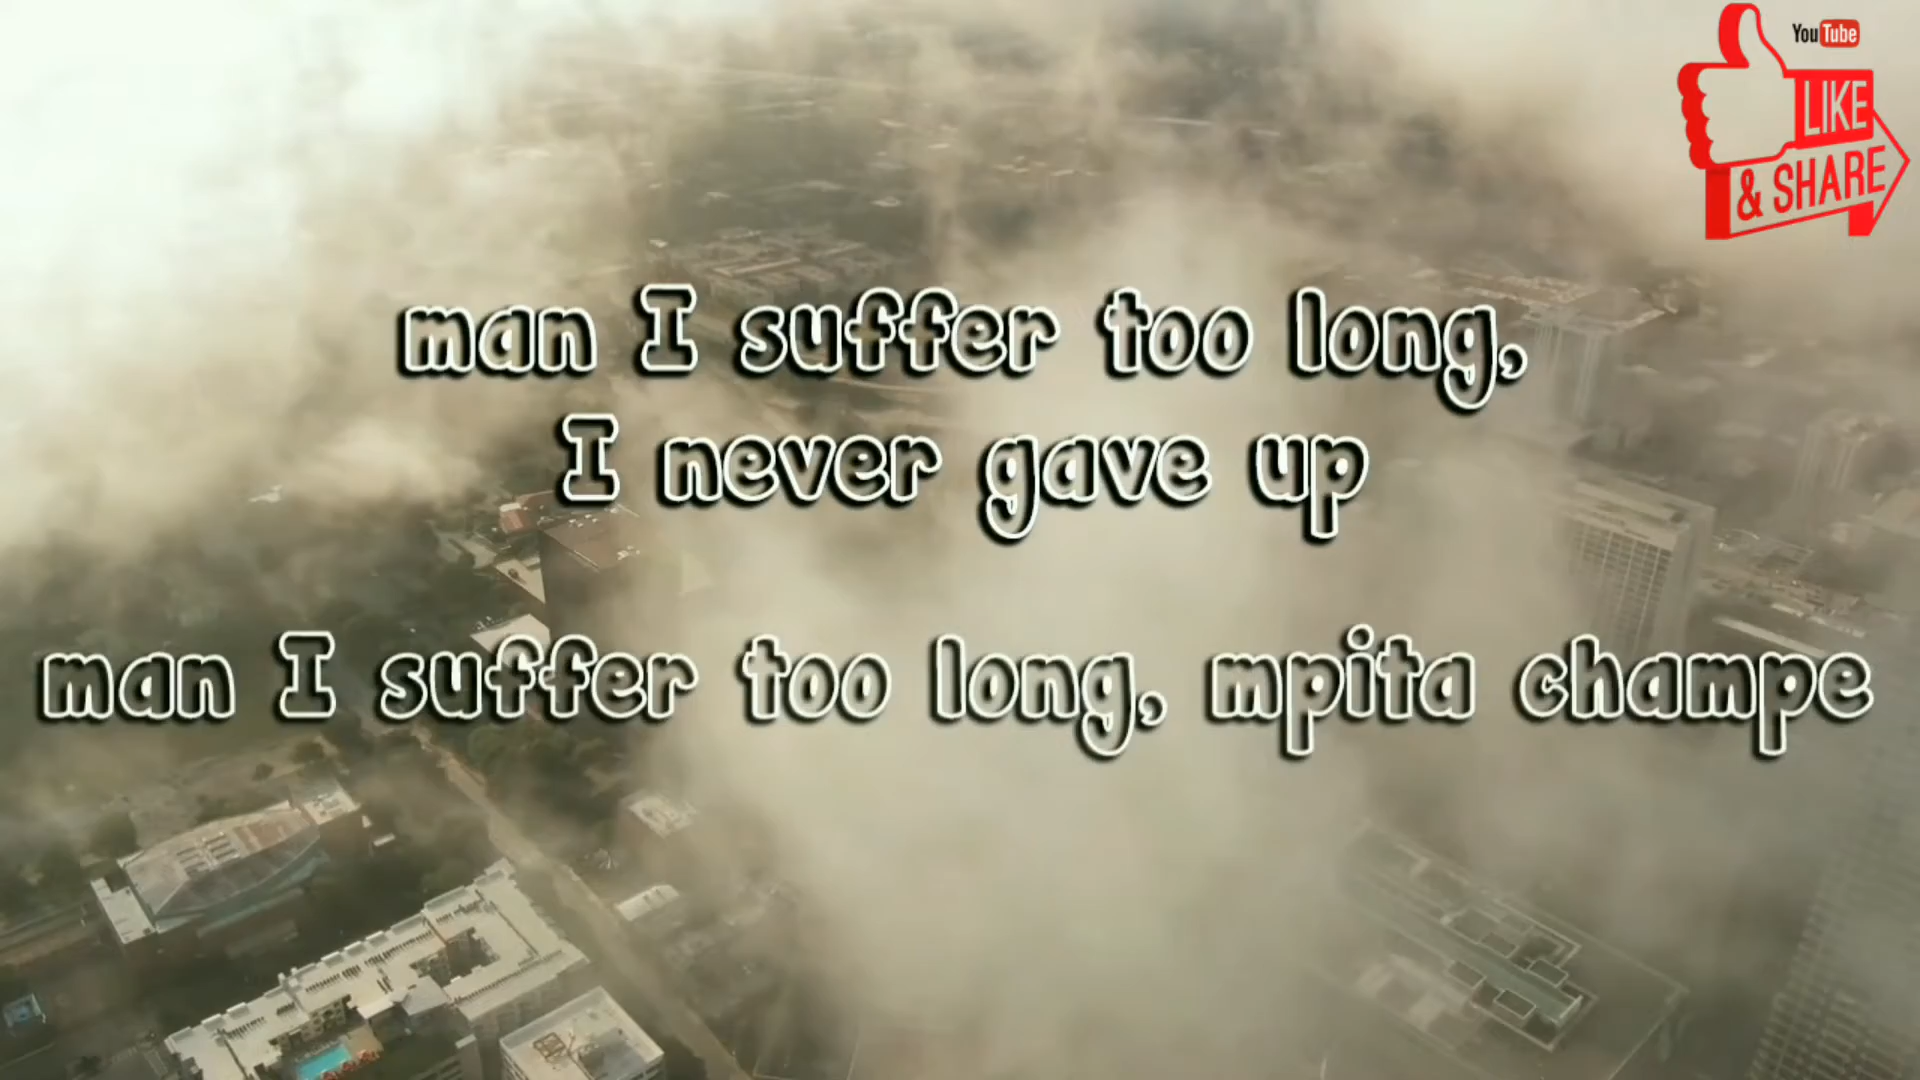 YouTube
LIKE
& SHARE
man I suffer too long,
I never gave up
man I suffer too long, mpita champe